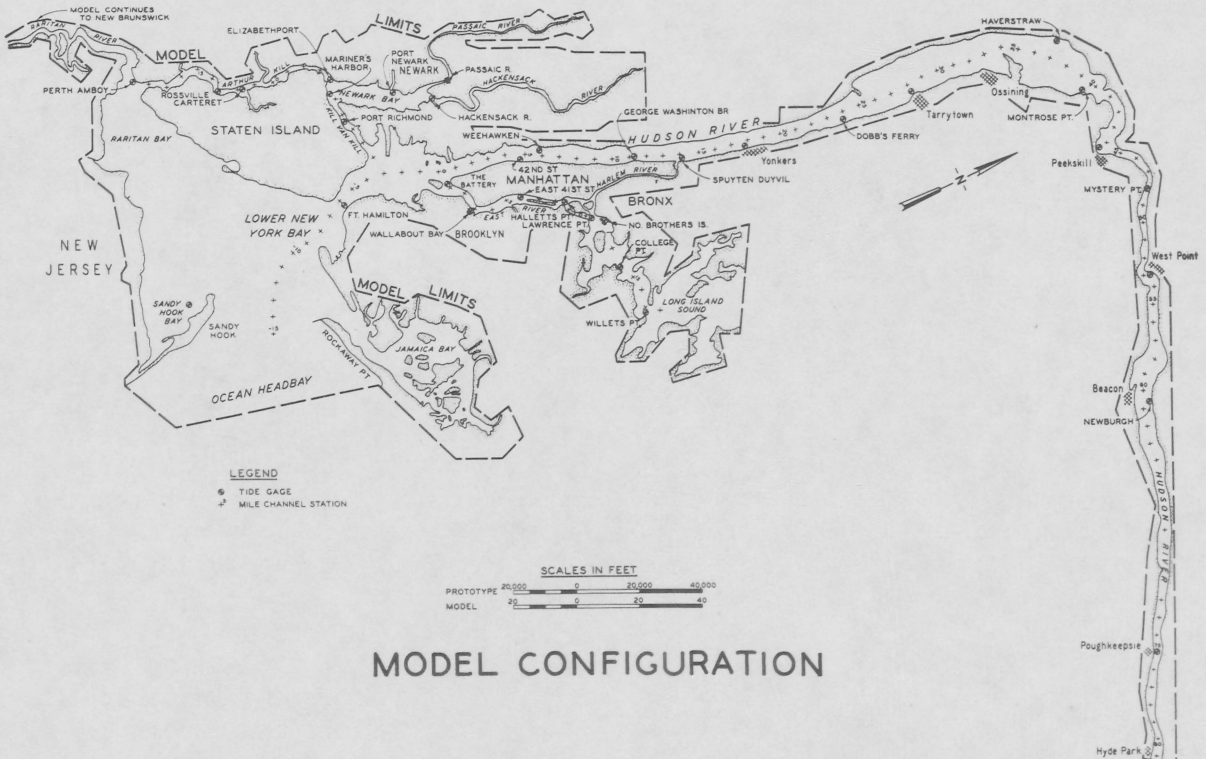 MODEL CONTINUES
TO NEW BRUNSWICK
RARITAN
RIVER
MODEL
LIMITS
ELIZABETHPORT
MARINER'S
HARBOR
PORT
NEWARK
NEWARK
PASSAIC RIVER
PASSAIC R.
HACKENSACK
RIVER
HACKENSACK R.
PERTH AMBOY
ROSSVILLE
CARTERET
ARTHUR KILL
NEWARK BAY
PORT RICHMOND
KILL VAN KULL
STATEN ISLAND
RARITAN BAY
WEEHAWKEN
GEORGE WASHINTON BR
HUDSON RIVER
HAVERSTRAW
Ossining
MONTROSE PT.
Tarrytown
DOBB'S FERRY
Yonkers
SPUYTEN DUYVIL
Peekskill
MYSTERY PT.
West Point
42ND ST
MANHATTAN
HARLEM RIVER
THE
BATTERY
EAST 41ST ST
EAST
RIVER
HALLETTS PT.
LAWRENCE PT.
BRONX
NO. BROTHERS IS.
FT. HAMILTON
WALLABOUT BAY
BROOKLYN
COLLEGE
PT.
LOWER NEW
YORK BAY
NEW
JERSEY
N
MODEL LIMITS
LONG ISLAND
SOUND
WILLETS PT.
SANDY
HOOK
BAY
SANDY
HOOK
ROCKAWAY PT.
JAMAICA BAY
OCEAN HEADBAY
Beacon
NEWBURGH
HUDSON RIVER
LEGEND
TIDE GAGE
MILE CHANNEL STATION
SCALES IN FEET
PROTOTYPE 20,000 0 20,000 40,000
MODEL 20 0 20 40
MODEL CONFIGURATION
Poughkeepsie
Hyde Park